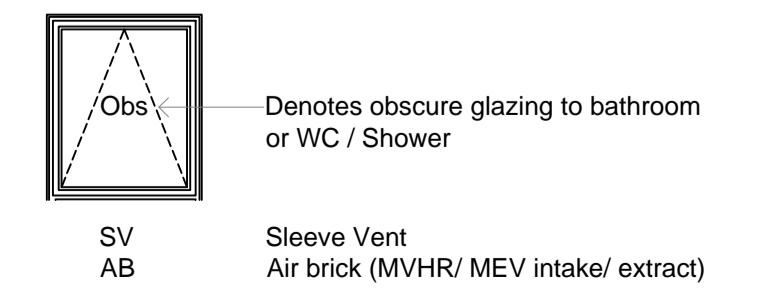 Obs Denotes obscure glazing to bathroom
or WC / Shower
SV Sleeve Vent
AB Air brick (MVHR/ MEV intake/ extract)